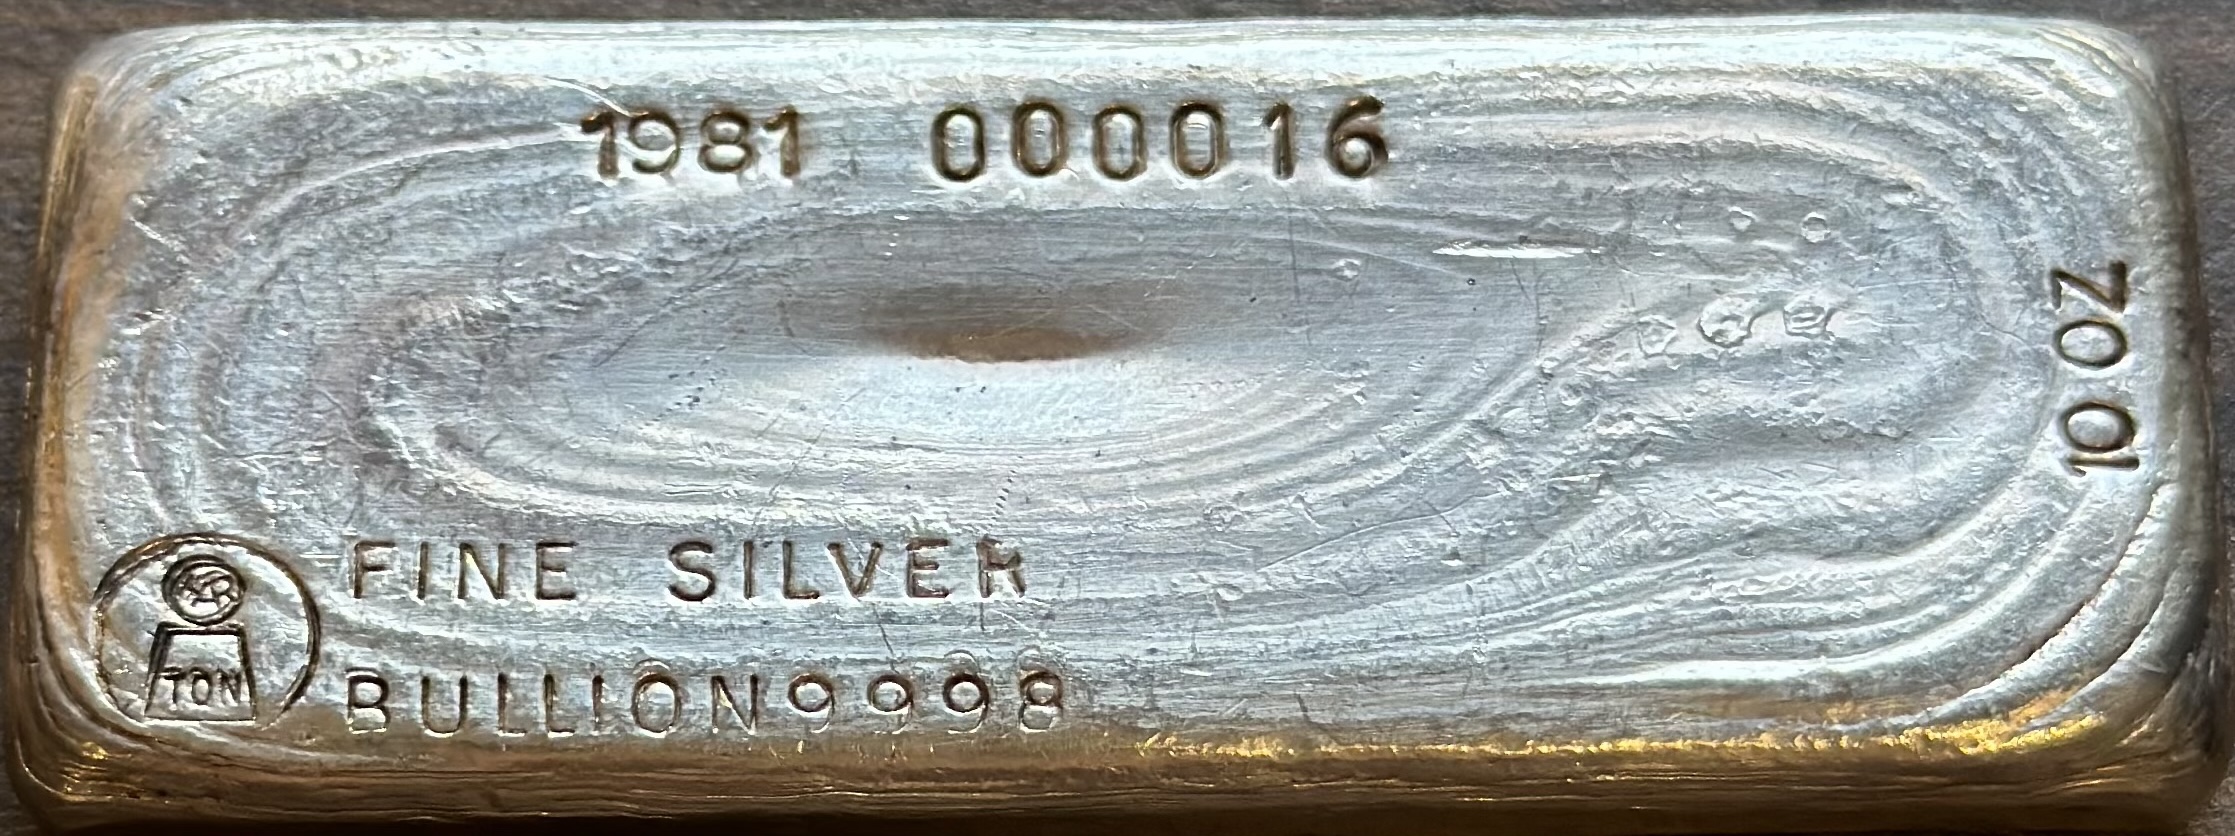 1981 000016
10 OZ
TON
FINE SILVER
BULLION 9998